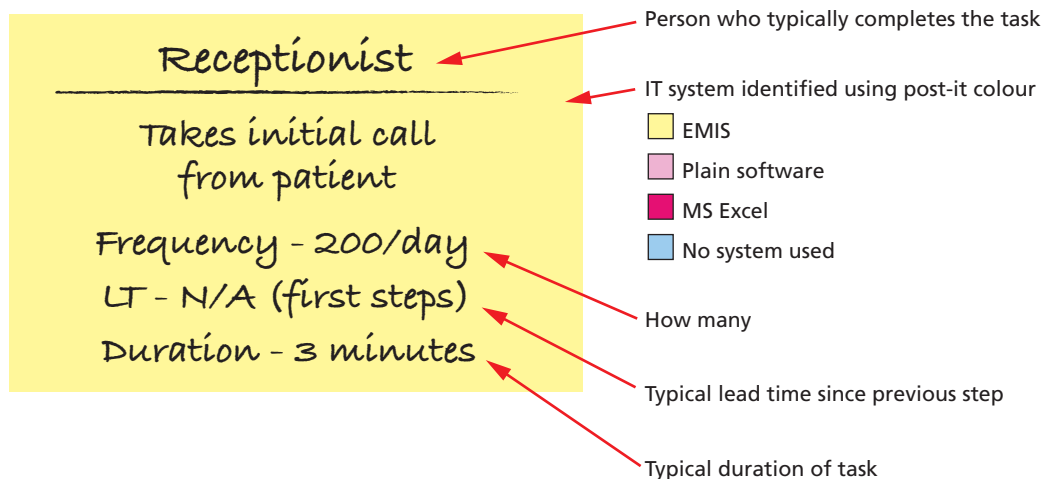 Receptionist
Takes initial call
from patient
Frequency - 200/day
LT - N/A (first steps)
Duration - 3 minutes
Person who typically completes the task
IT system identified using post-it colour
EMIS
Plain software
MS Excel
No system used
How many
Typical lead time since previous step
Typical duration of task